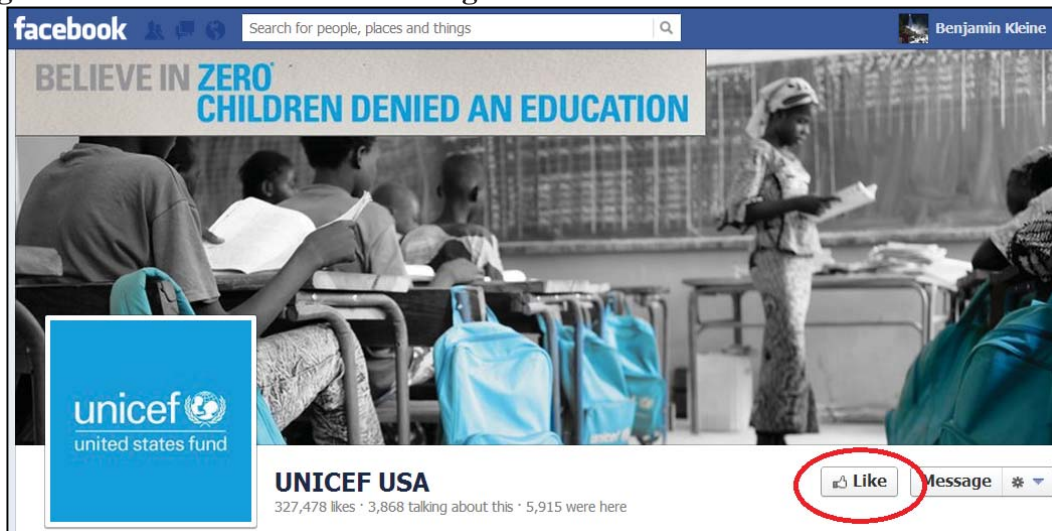 facebook Search for people, places and things Benjamin Kleine
BELIEVE IN ZERO
CHILDREN DENIED AN EDUCATION
unicef
united states fund
UNICEF USA
Like Message
327,478 likes · 3,868 talking about this · 5,915 were here